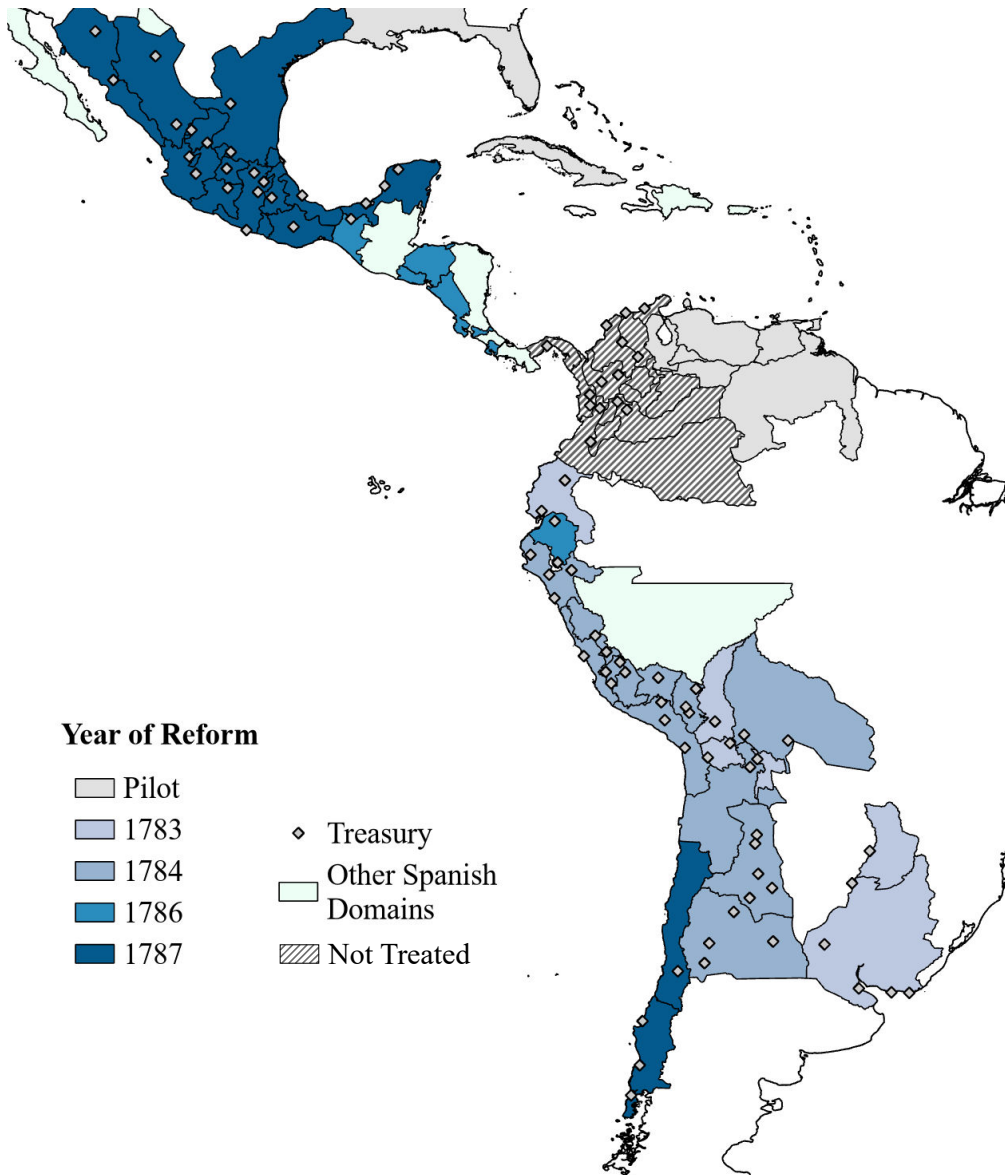 Year of Reform
Pilot
1783
1784
1786
1787
Treasury
Other Spanish
Domains
Not Treated